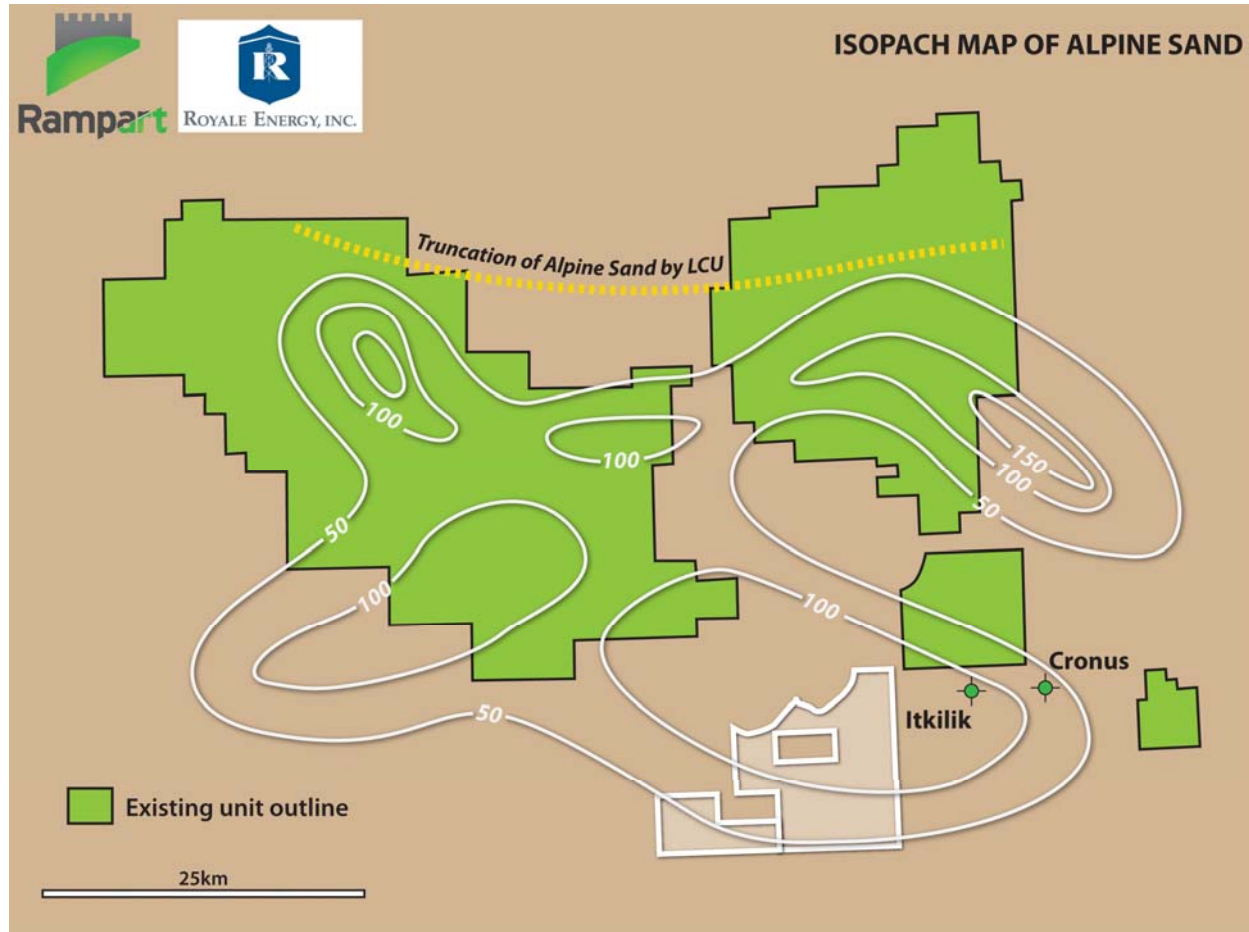 Rampart
R
ROYALE ENERGY, INC.
ISOPACH MAP OF ALPINE SAND
Truncation of Alpine Sand by LCU
100
100
150
100
50
50
100
100
50
Cronus
Itkilik
Existing unit outline
25km